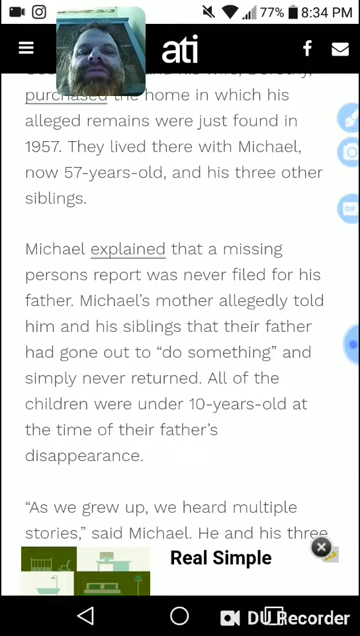 77% 8:34 PM
ati
purchased the home in which his
alleged remains were just found in
1957. They lived there with Michael,
now 57-years-old, and his three other
siblings.
Michael explained that a missing
persons report was never filed for his
father. Michael's mother allegedly told
him and his siblings that their father
had gone out to “do something” and
simply never returned. All of the
children were under 10-years-old at
the time of their father's
disappearance.
“As we grew up, we heard multiple
stories,” said Michael. He and his three
Real Simple
DU Recorder